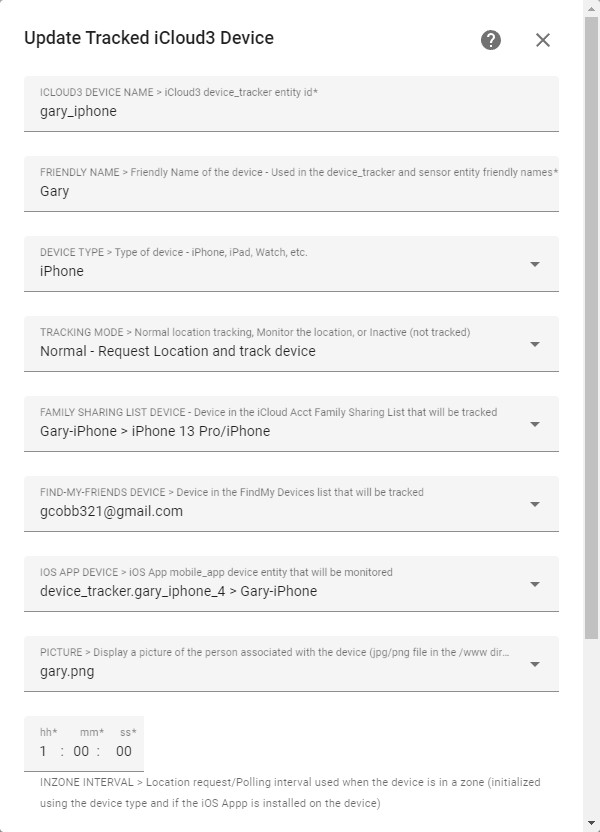 Update Tracked iCloud3 Device
ICLOUD3 DEVICE NAME > iCloud3 device_tracker entity id*
gary_iphone
FRIENDLY NAME > Friendly Name of the device - Used in the device_tracker and sensor entity friendly names*
Gary
DEVICE TYPE > Type of device - iPhone, iPad, Watch, etc.
iPhone
TRACKING MODE > Normal location tracking, Monitor the location, or Inactive (not tracked)
Normal - Request Location and track device
FAMILY SHARING LIST DEVICE - Device in the iCloud Acct Family Sharing List that will be tracked
Gary-iPhone > iPhone 13 Pro/iPhone
FIND-MY-FRIENDS DEVICE > Device in the FindMy Devices list that will be tracked
gcobb321@gmail.com
IOS APP DEVICE > iOS App mobile_app device entity that will be monitored
device_tracker.gary_iphone_4 > Gary-iPhone
PICTURE > Display a picture of the person associated with the device (jpg/png file in the /www dir...
gary.png
hh* mm* ss*
1 : 00 : 00
INZONE INTERVAL > Location request/Polling interval used when the device is in a zone (initialized
using the device type and if the iOS Appp is installed on the device)